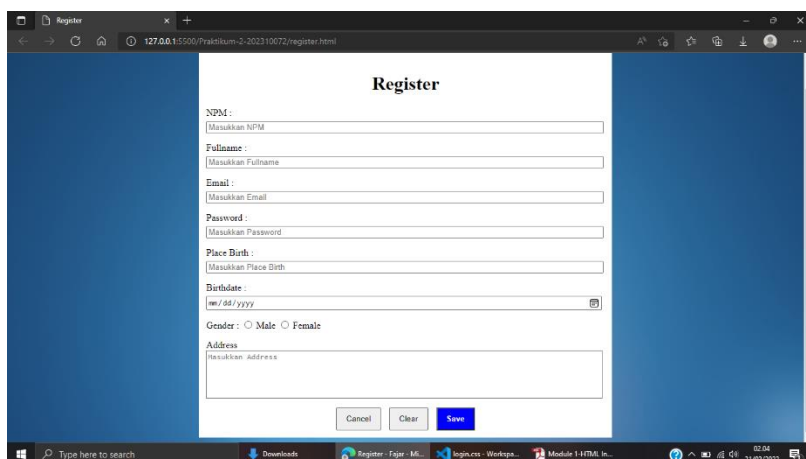 Register
127.0.0.1:5500/Praktikum-2-202310072/register.html
Register
NPM :
Masukkan NPM
Fullname :
Masukkan Fullname
Email :
Masukkan Email
Password :
Masukkan Password
Place Birth :
Masukkan Place Birth
Birthdate :
mm/dd/yyyy
Gender : Male Female
Address
Masukkan Address
Cancel Clear Save
Type here to search Downloads Register - Fajar - Mi... login.css - Workspa... Module 1-HTML In... 02.04